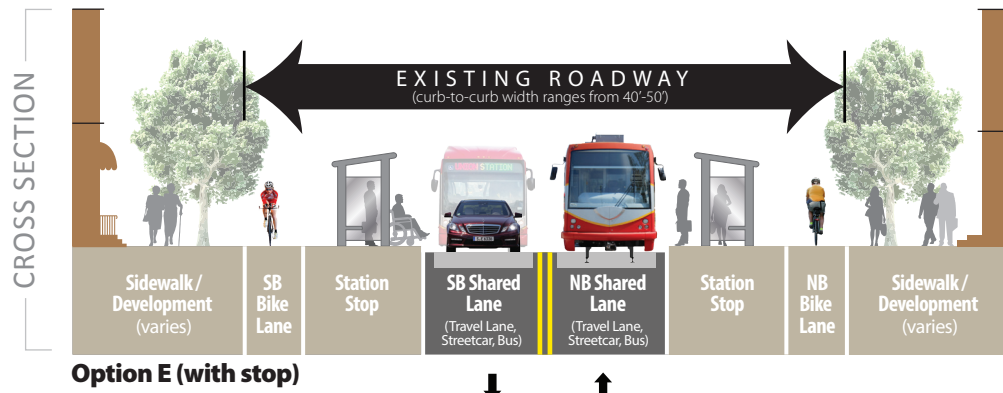 CROSS SECTION
EXISTING ROADWAY
(curb-to-curb width ranges from 40'-50')
STATION
Sidewalk /
Development
(varies)
SB
Bike
Lane
Station
Stop
SB Shared
Lane
(Travel Lane,
Streetcar, Bus)
NB Shared
Lane
(Travel Lane,
Streetcar, Bus)
Station
Stop
NB
Bike
Lane
Sidewalk /
Development
(varies)
Option E (with stop)